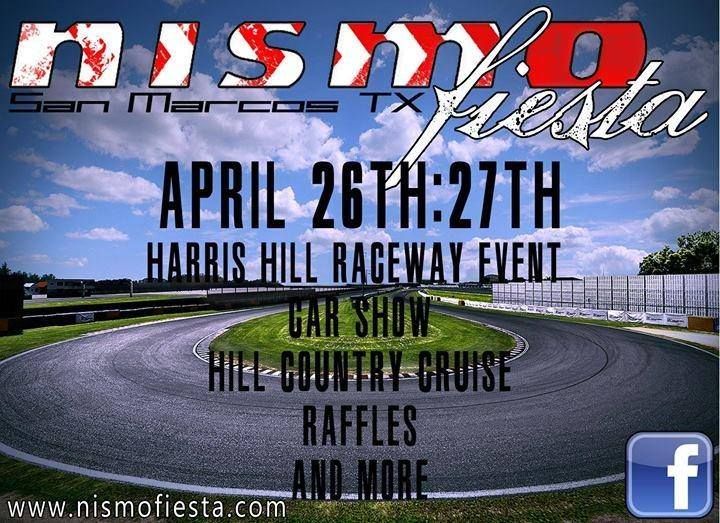 nismo
fiesta
San Marcos TX
APRIL 26TH:27TH
HARRIS HILL RACEWAY EVENT
CAR SHOW
HILL COUNTRY CRUISE
RAFFLES
AND MORE
f
www.nismofiesta.com